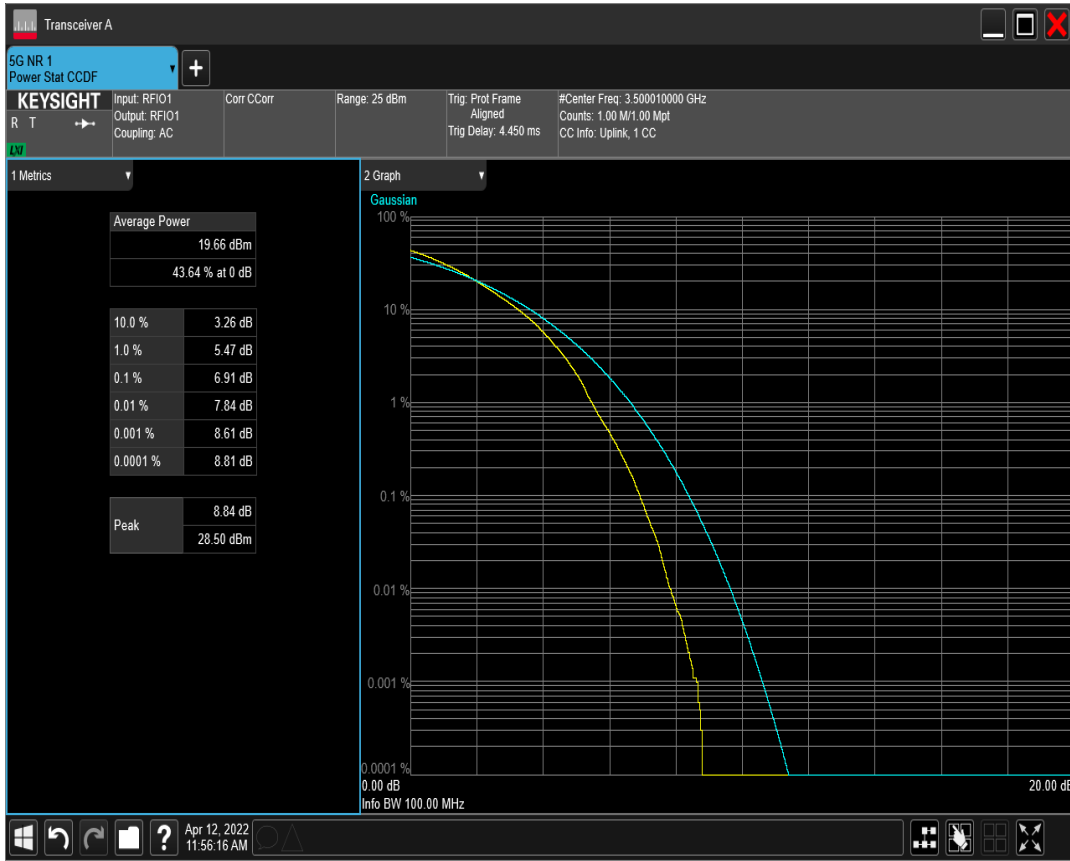 Transceiver A
5G NR 1
Power Stat CCDF
+
KEYSIGHT
R T
LXI
Input: RFIO1
Output: RFIO1
Coupling: AC
Corr CCorr
Range: 25 dBm
Trig: Prot Frame
Aligned
Trig Delay: 4.450 ms
#Center Freq: 3.500010000 GHz
Counts: 1.00 M/1.00 Mpt
CC Info: Uplink, 1 CC
1 Metrics
Average Power
19.66 dBm
43.64 % at 0 dB
10.0 % 3.26 dB
1.0 % 5.47 dB
0.1 % 6.91 dB
0.01 % 7.84 dB
0.001 % 8.61 dB
0.0001 % 8.81 dB
Peak
8.84 dB
28.50 dBm
2 Graph
Gaussian
100 %
10 %
1 %
0.1 %
0.01 %
0.001 %
0.0001 %
0.00 dB 20.00 dB
Info BW 100.00 MHz
?
Apr 12, 2022
11:56:16 AM